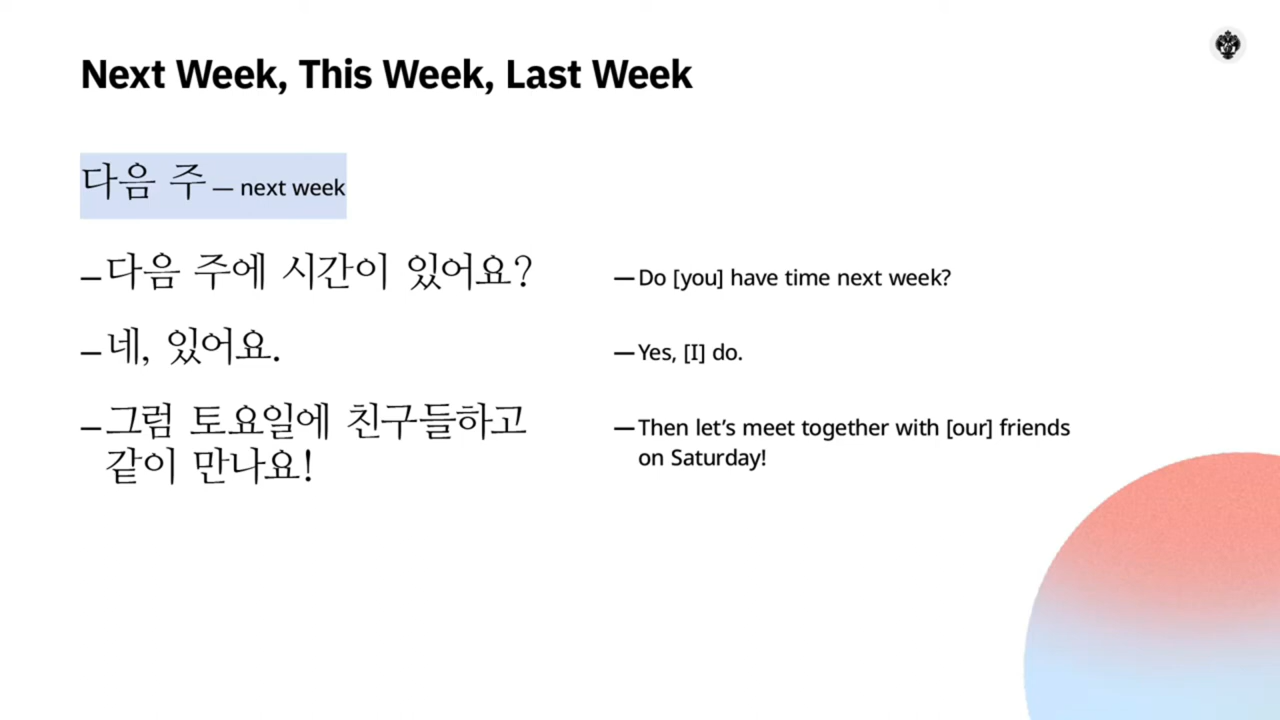 Next Week, This Week, Last Week
다음 주 — next week
—다음 주에 시간이 있어요?
—Do [you] have time next week?
—네, 있어요.
—Yes, [I] do.
—그럼 토요일에 친구들하고
같이 만나요!
—Then let's meet together with [our] friends
on Saturday!